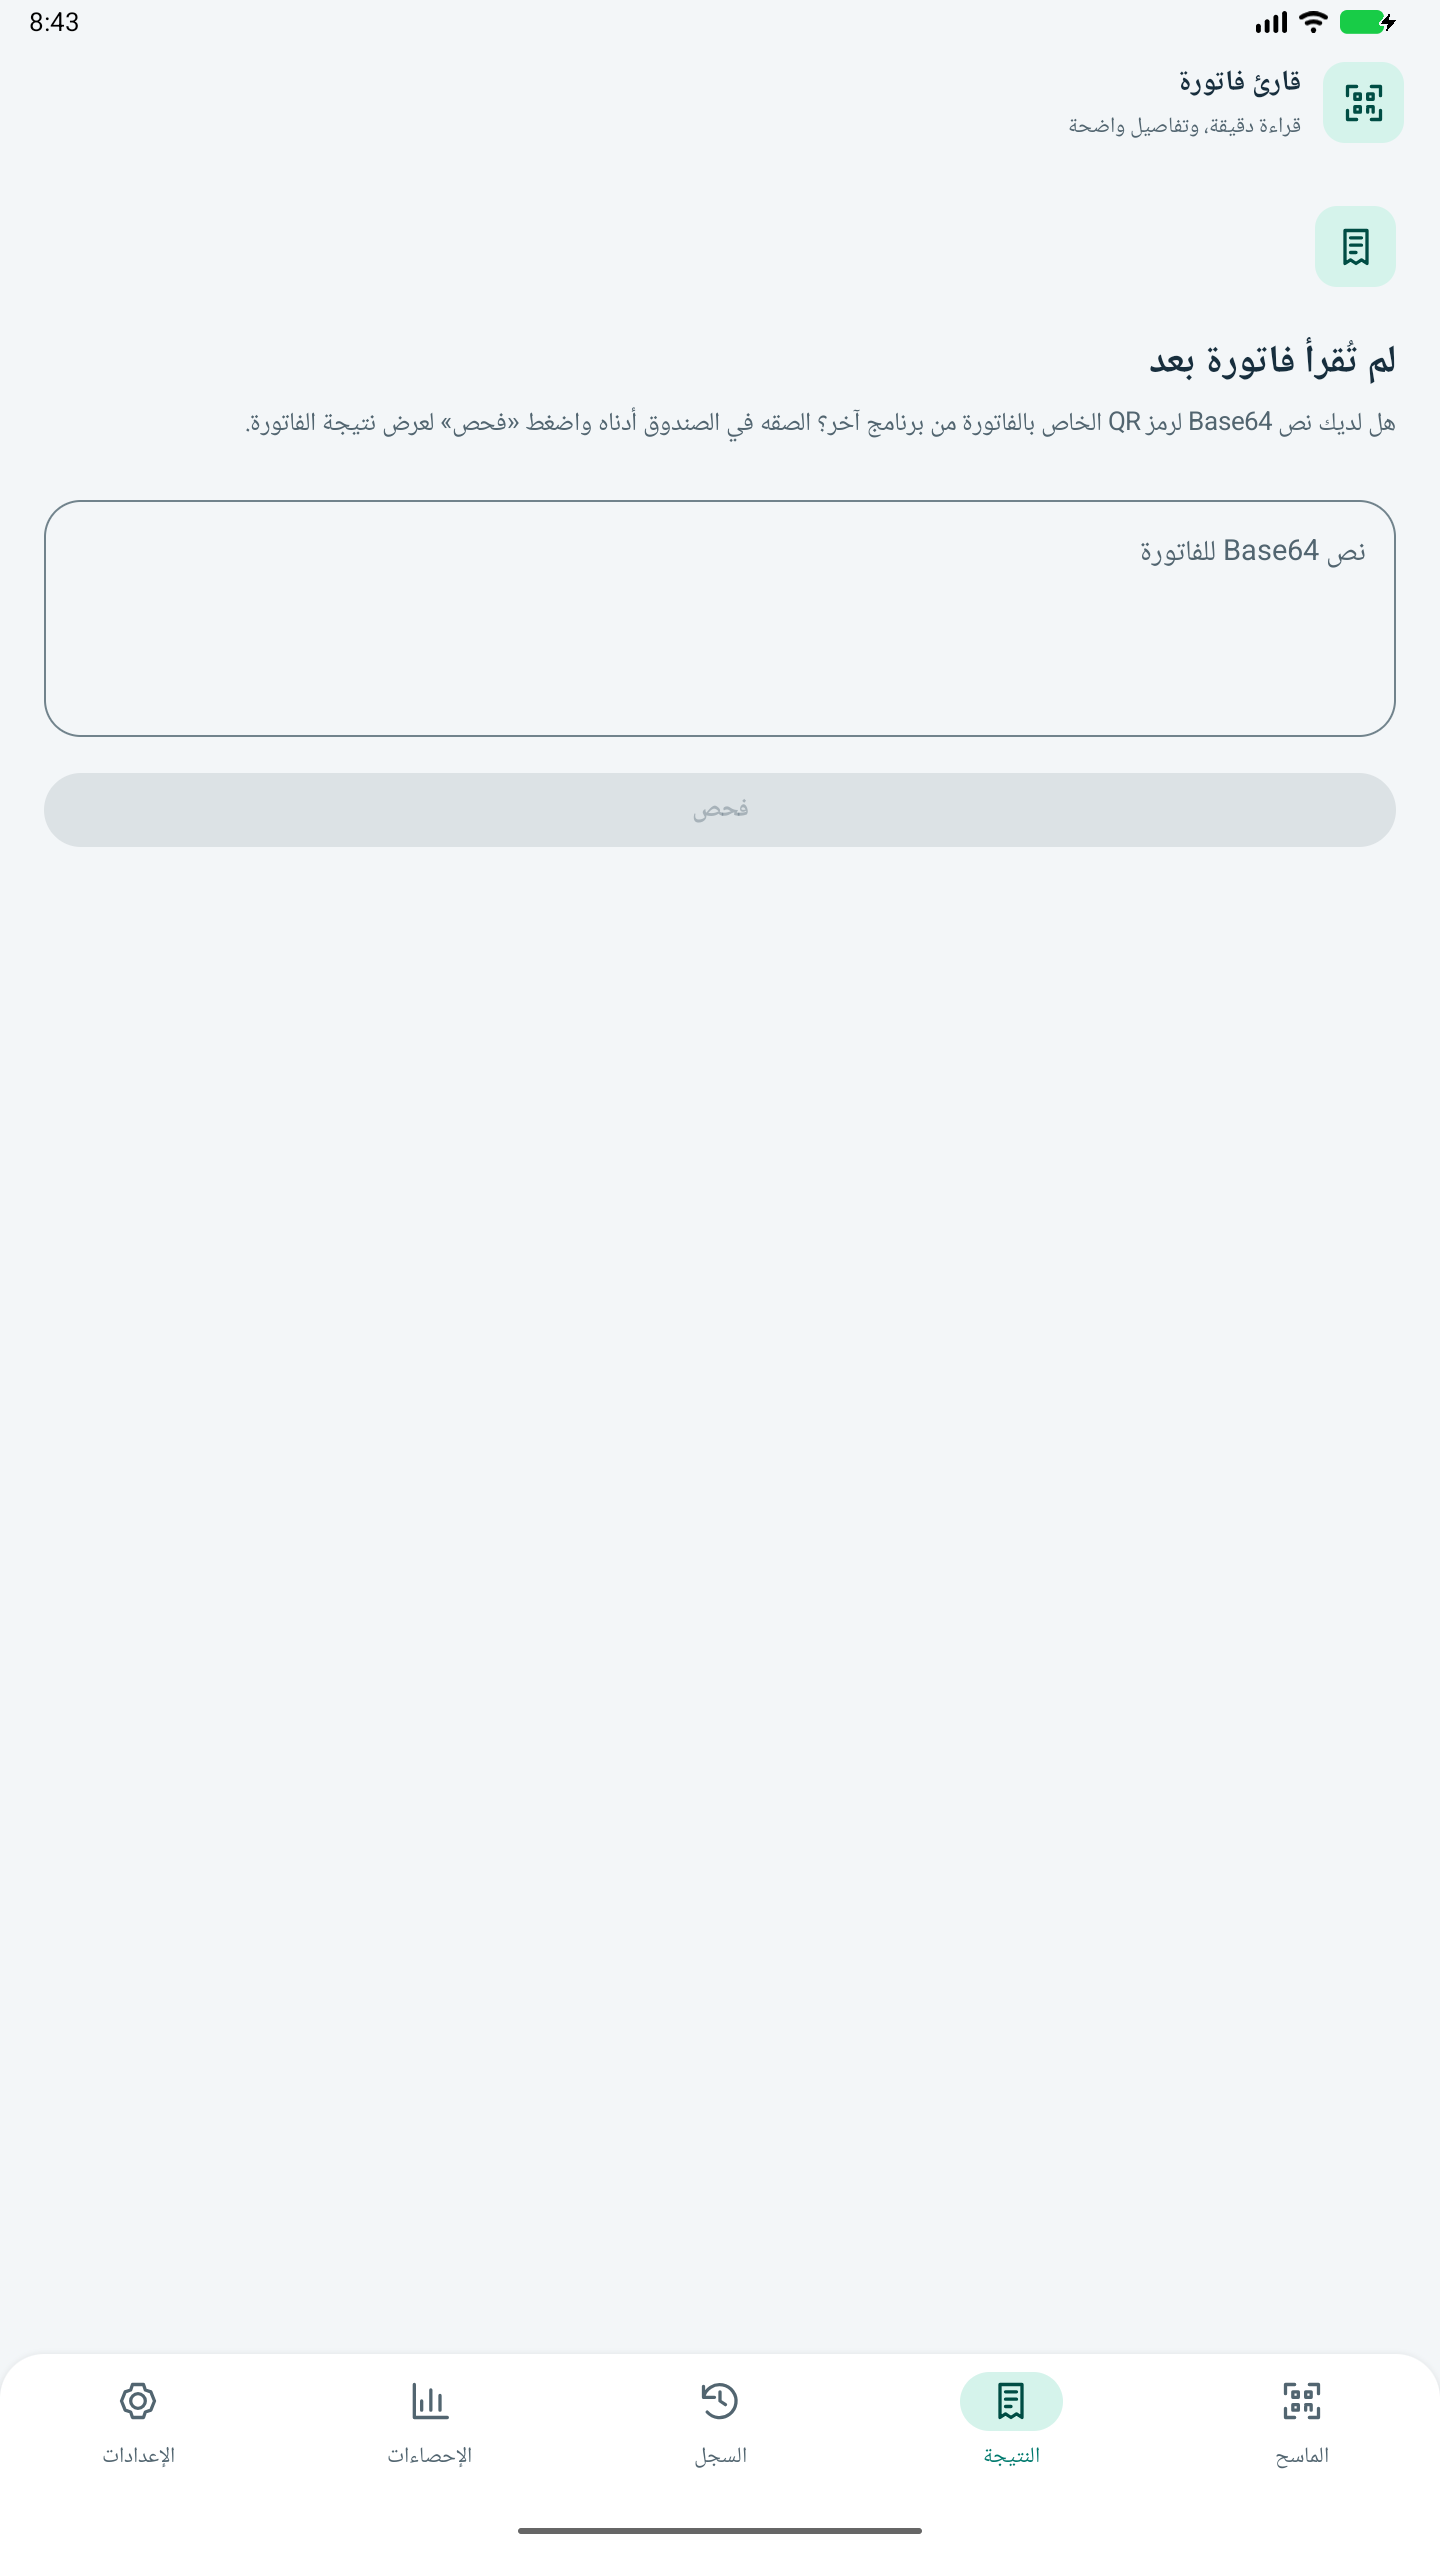 8:43
قارئ فاتورة
قراءة دقيقة، وتفاصيل واضحة
لم تُقرأ فاتورة بعد
هل لديك نص Base64 لرمز QR الخاص بالفاتورة من برنامج آخر؟ الصقه في الصندوق أدناه واضغط «فحص» لعرض نتيجة الفاتورة.
نص Base64 للفاتورة
فحص
الماسح
النتيجة
السجل
الإحصاءات
الإعدادات